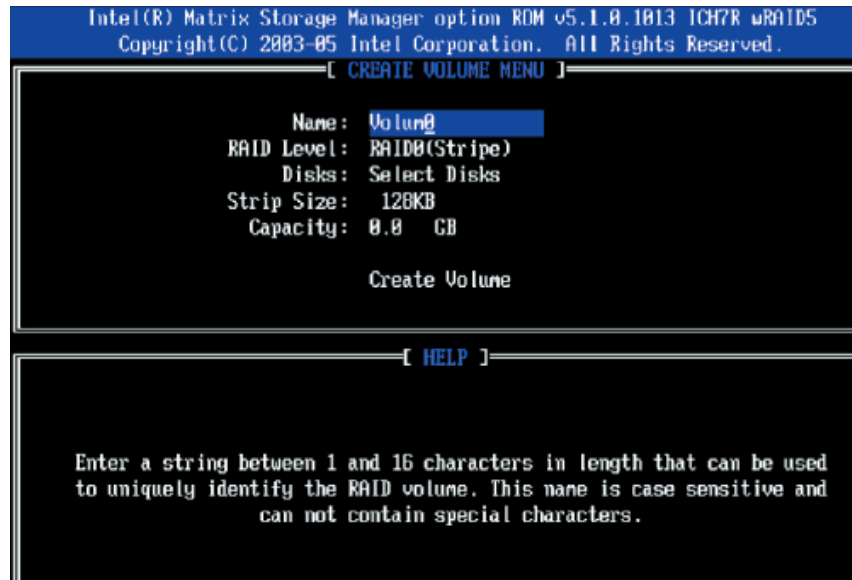 Intel(R) Matrix Storage Manager option ROM v5.1.0.1013 ICH7R wRAID5
Copyright(C) 2003-05 Intel Corporation. All Rights Reserved.
[ CREATE VOLUME MENU ]
Name: Volum0
RAID Level: RAID0(Stripe)
Disks: Select Disks
Strip Size: 128KB
Capacity: 0.0 GB
Create Volume
[ HELP ]
Enter a string between 1 and 16 characters in length that can be used
to uniquely identify the RAID volume. This name is case sensitive and
can not contain special characters.